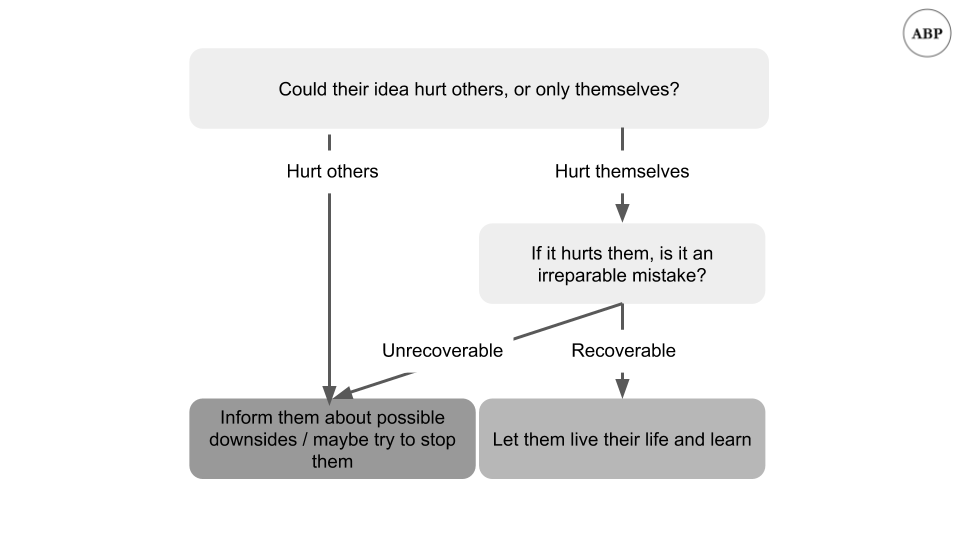 ABP
Could their idea hurt others, or only themselves?
Hurt others
Hurt themselves
If it hurts them, is it an
irreparable mistake?
Unrecoverable
Recoverable
Inform them about possible
downsides / maybe try to stop
them
Let them live their life and learn